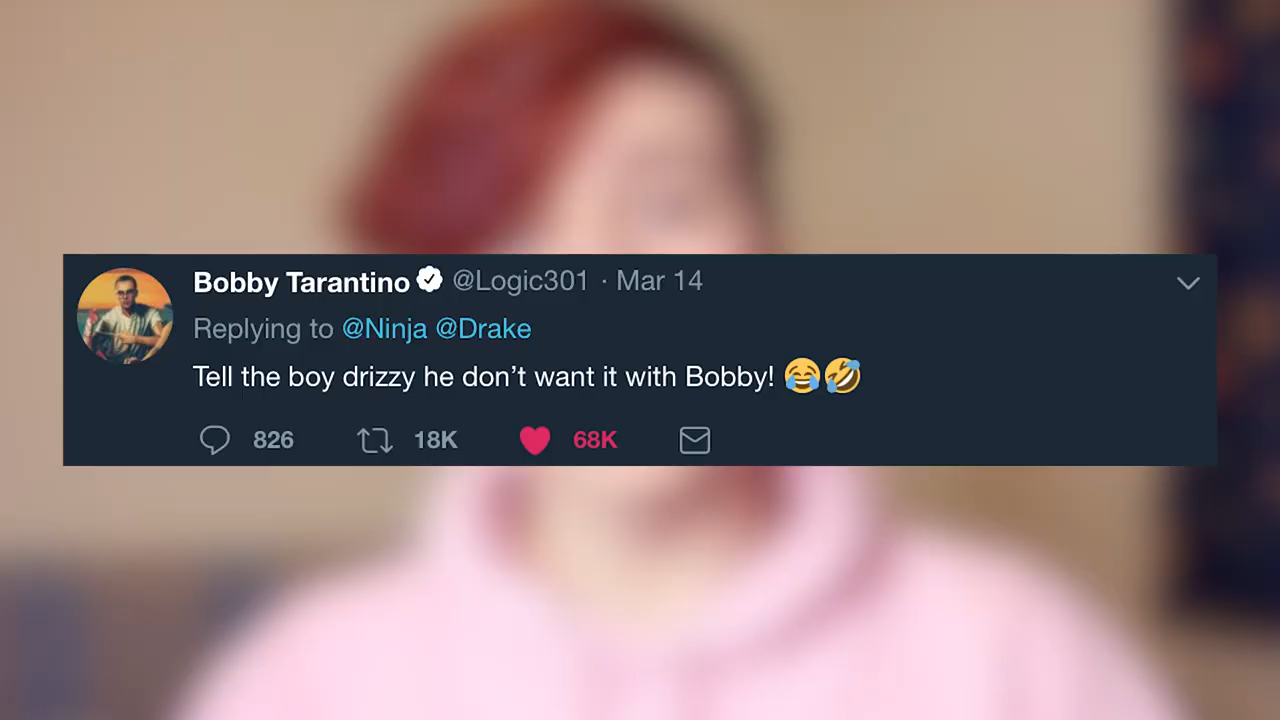 Bobby Tarantino @Logic301 · Mar 14
Replying to @Ninja @Drake
Tell the boy drizzy he don’t want it with Bobby! 😂🤣
826 18K 68K